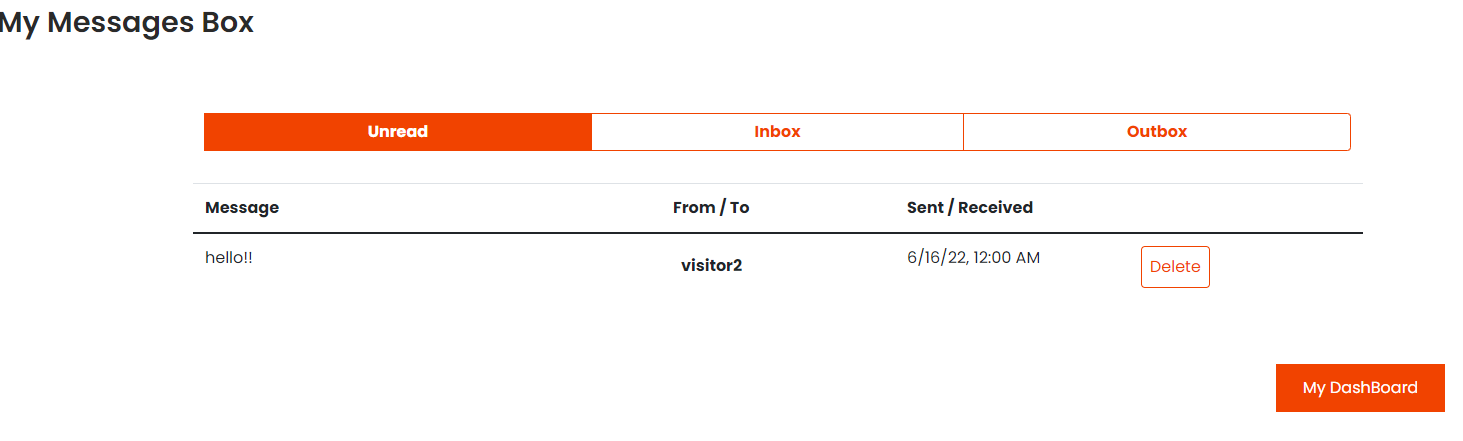 My Messages Box
Unread Inbox Outbox
Message From / To Sent / Received
hello!! visitor2 6/16/22, 12:00 AM Delete
My DashBoard